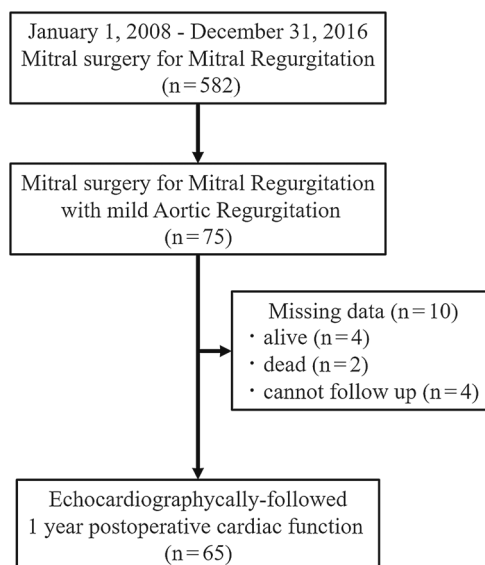 January 1, 2008 - December 31, 2016
Mitral surgery for Mitral Regurgitation
(n=582)
Mitral surgery for Mitral Regurgitation
with mild Aortic Regurgitation
(n=75)
Missing data (n=10)
・alive (n=4)
・dead (n=2)
・cannot follow up (n=4)
Echocardiographycally-followed
1 year postoperative cardiac function
(n=65)